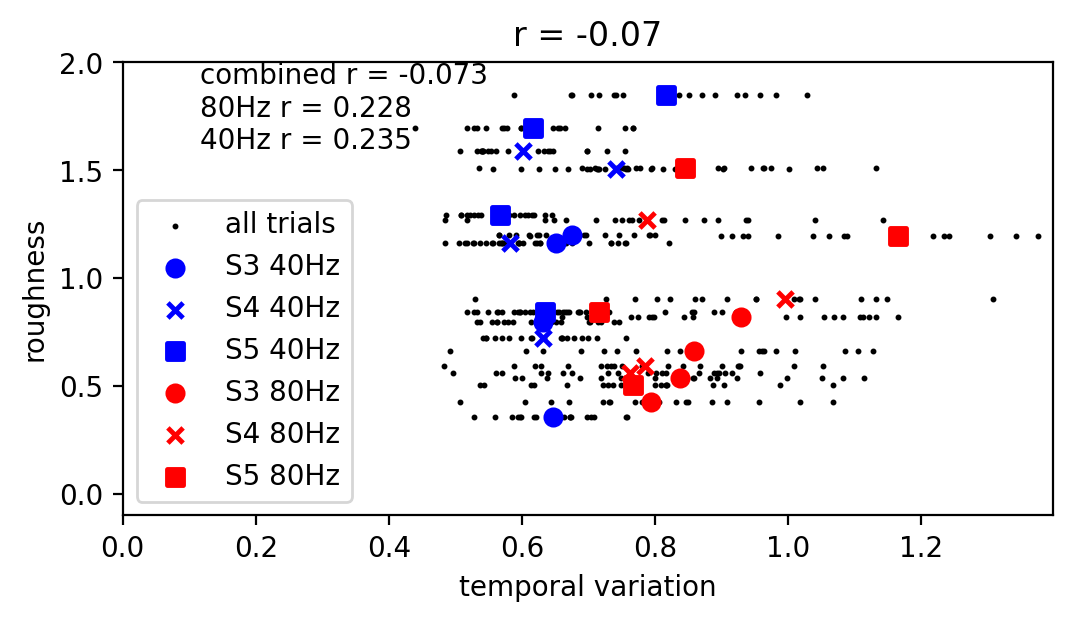 r = -0.07
combined r = -0.073
80Hz r = 0.228
40Hz r = 0.235
2.0
1.5
1.0
0.5
0.0
roughness
all trials
S3 40Hz
S4 40Hz
S5 40Hz
S3 80Hz
S4 80Hz
S5 80Hz
0.0 0.2 0.4 0.6 0.8 1.0 1.2
temporal variation